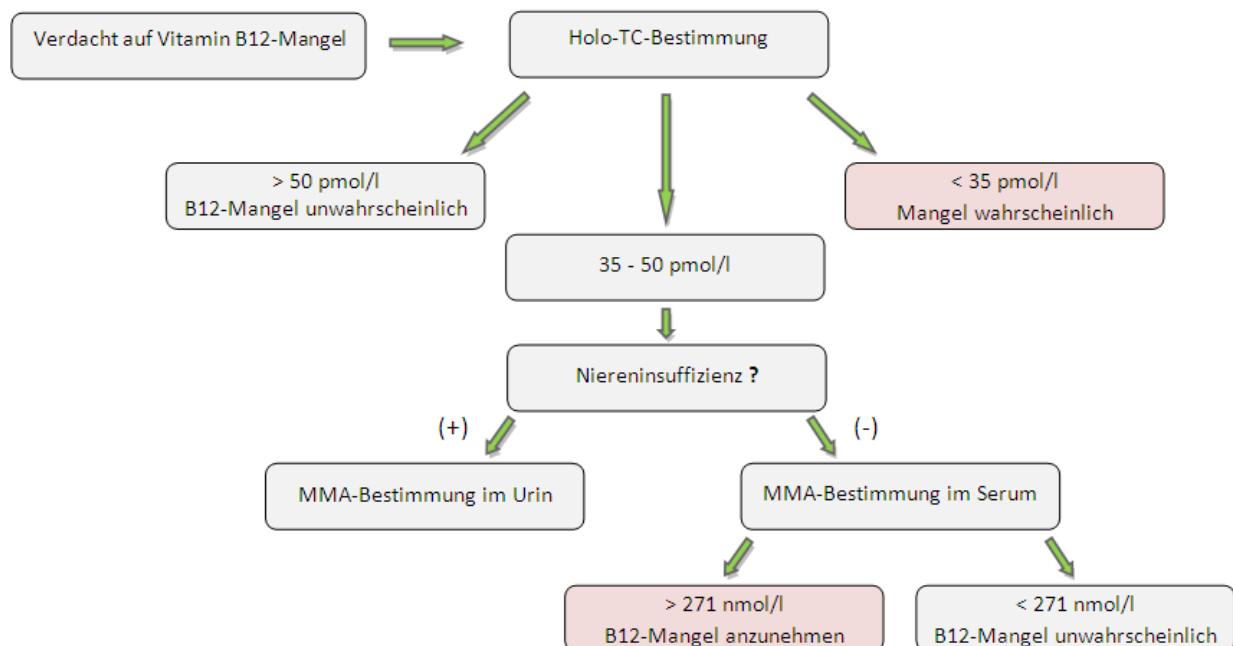 Verdacht auf Vitamin B12-Mangel
Holo-TC-Bestimmung
> 50 pmol/l
B12-Mangel unwahrscheinlich
< 35 pmol/l
Mangel wahrscheinlich
35 - 50 pmol/l
Niereninsuffizienz ?
(+)
(-)
MMA-Bestimmung im Urin
MMA-Bestimmung im Serum
> 271 nmol/l
B12-Mangel anzunehmen
< 271 nmol/l
B12-Mangel unwahrscheinlich